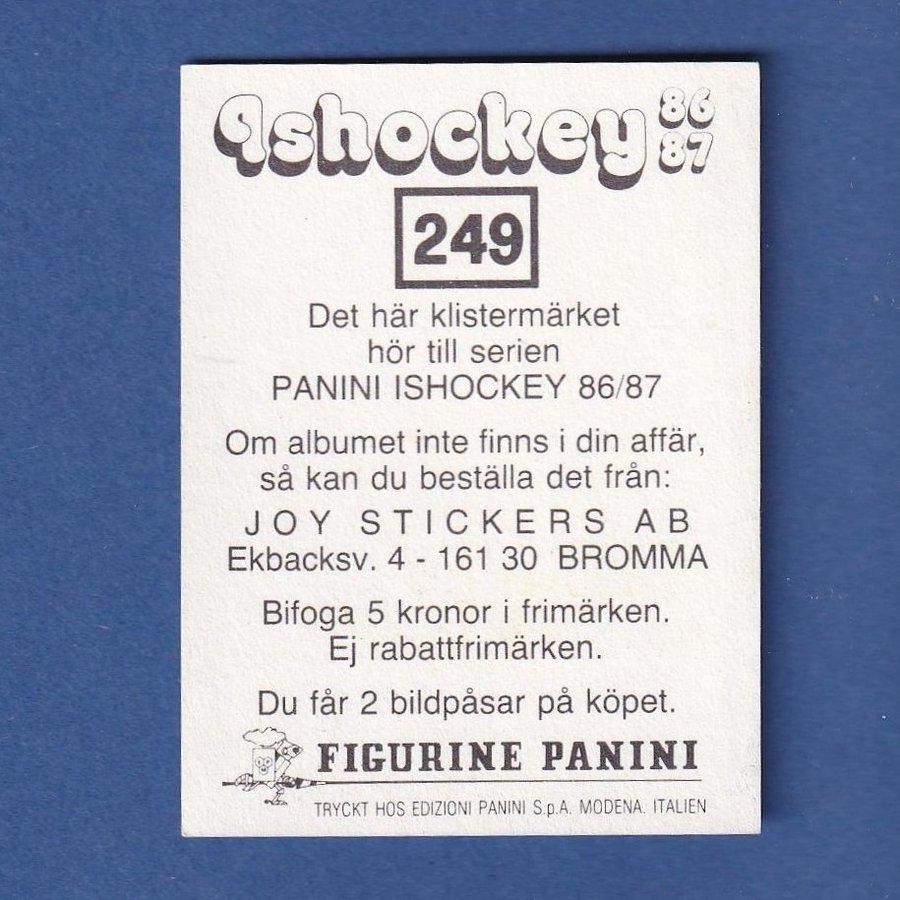 Ishockey 86
87
249
Det här klistermärket
hör till serien
PANINI ISHOCKEY 86/87
Om albumet inte finns i din affär,
så kan du beställa det från:
JOY STICKERS AB
Ekbacksv. 4 - 161 30 BROMMA
Bifoga 5 kronor i frimärken.
Ej rabattfrimärken.
Du får 2 bildpåsar på köpet.
FIGURINE PANINI
TRYCKT HOS EDIZIONI PANINI S.p.A. MODENA. ITALIEN